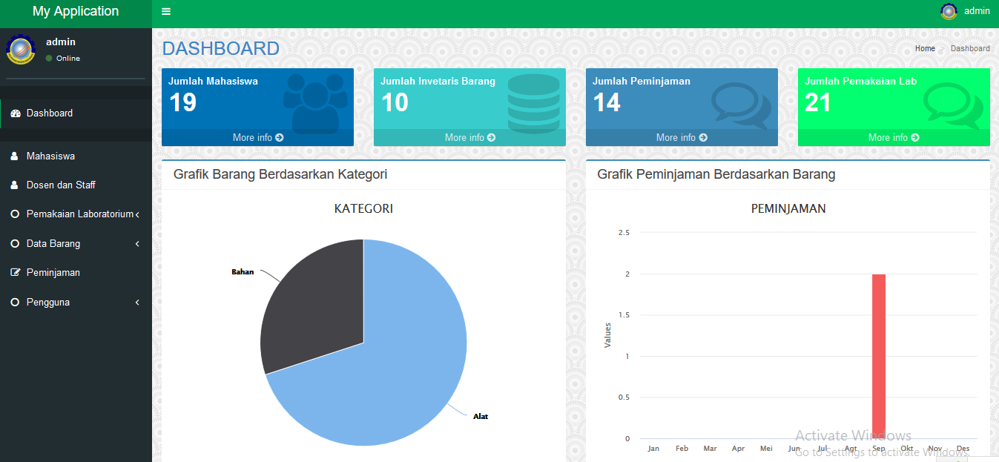 My Application
admin
admin
Online
DASHBOARD
Home > Dashboard
Jumlah Mahasiswa
19
More info
Jumlah Invetaris Barang
10
More info
Jumlah Peminjaman
14
More info
Jumlah Pemakaian Lab
21
More info
Dashboard
Mahasiswa
Dosen dan Staff
Pemakaian Laboratorium
Data Barang
Peminjaman
Pengguna
Grafik Barang Berdasarkan Kategori
KATEGORI
Bahan
Alat
Grafik Peminjaman Berdasarkan Barang
PEMINJAMAN
Values
2.5
2
1.5
1
0.5
0
Jan Feb Mar Apr Mei Jun Jul Agt Sep Okt Nov Des
Activate Windows
Go to Settings to activate Windows.